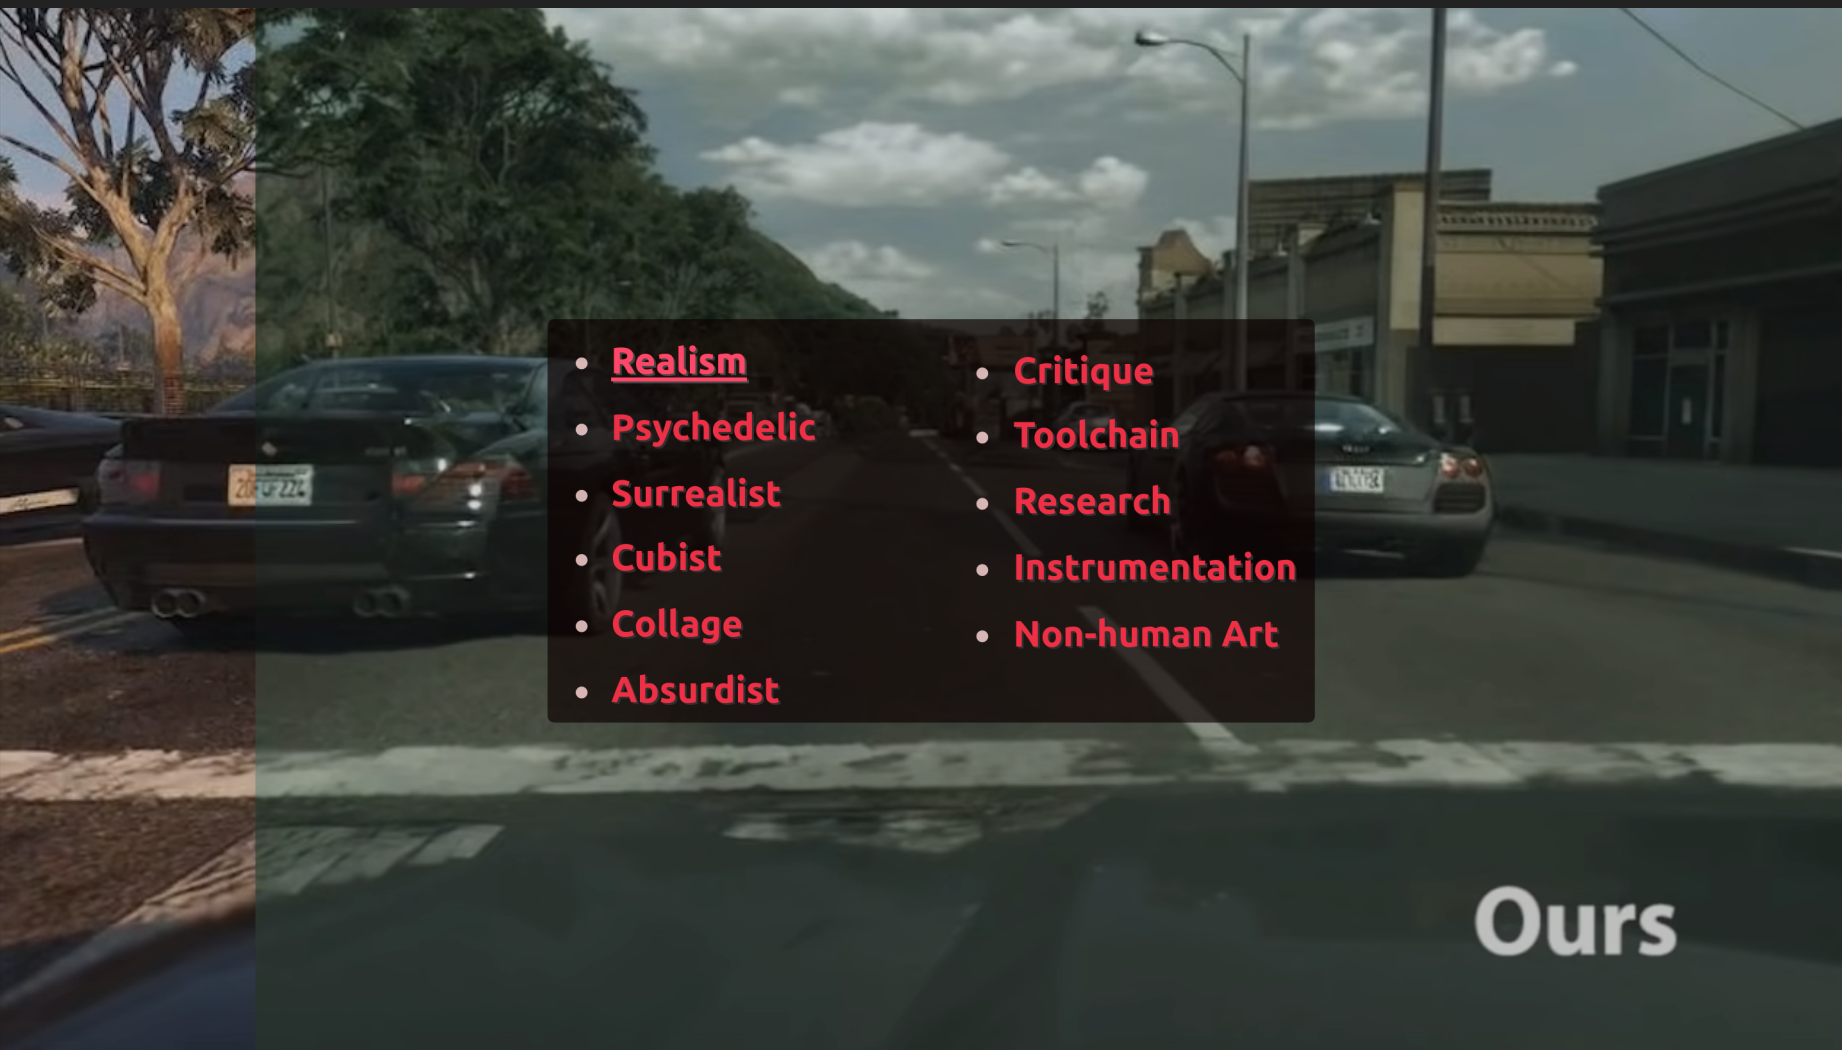 Realism
Psychedelic
Surrealist
Cubist
Collage
Absurdist
Critique
Toolchain
Research
Instrumentation
Non-human Art
Ours